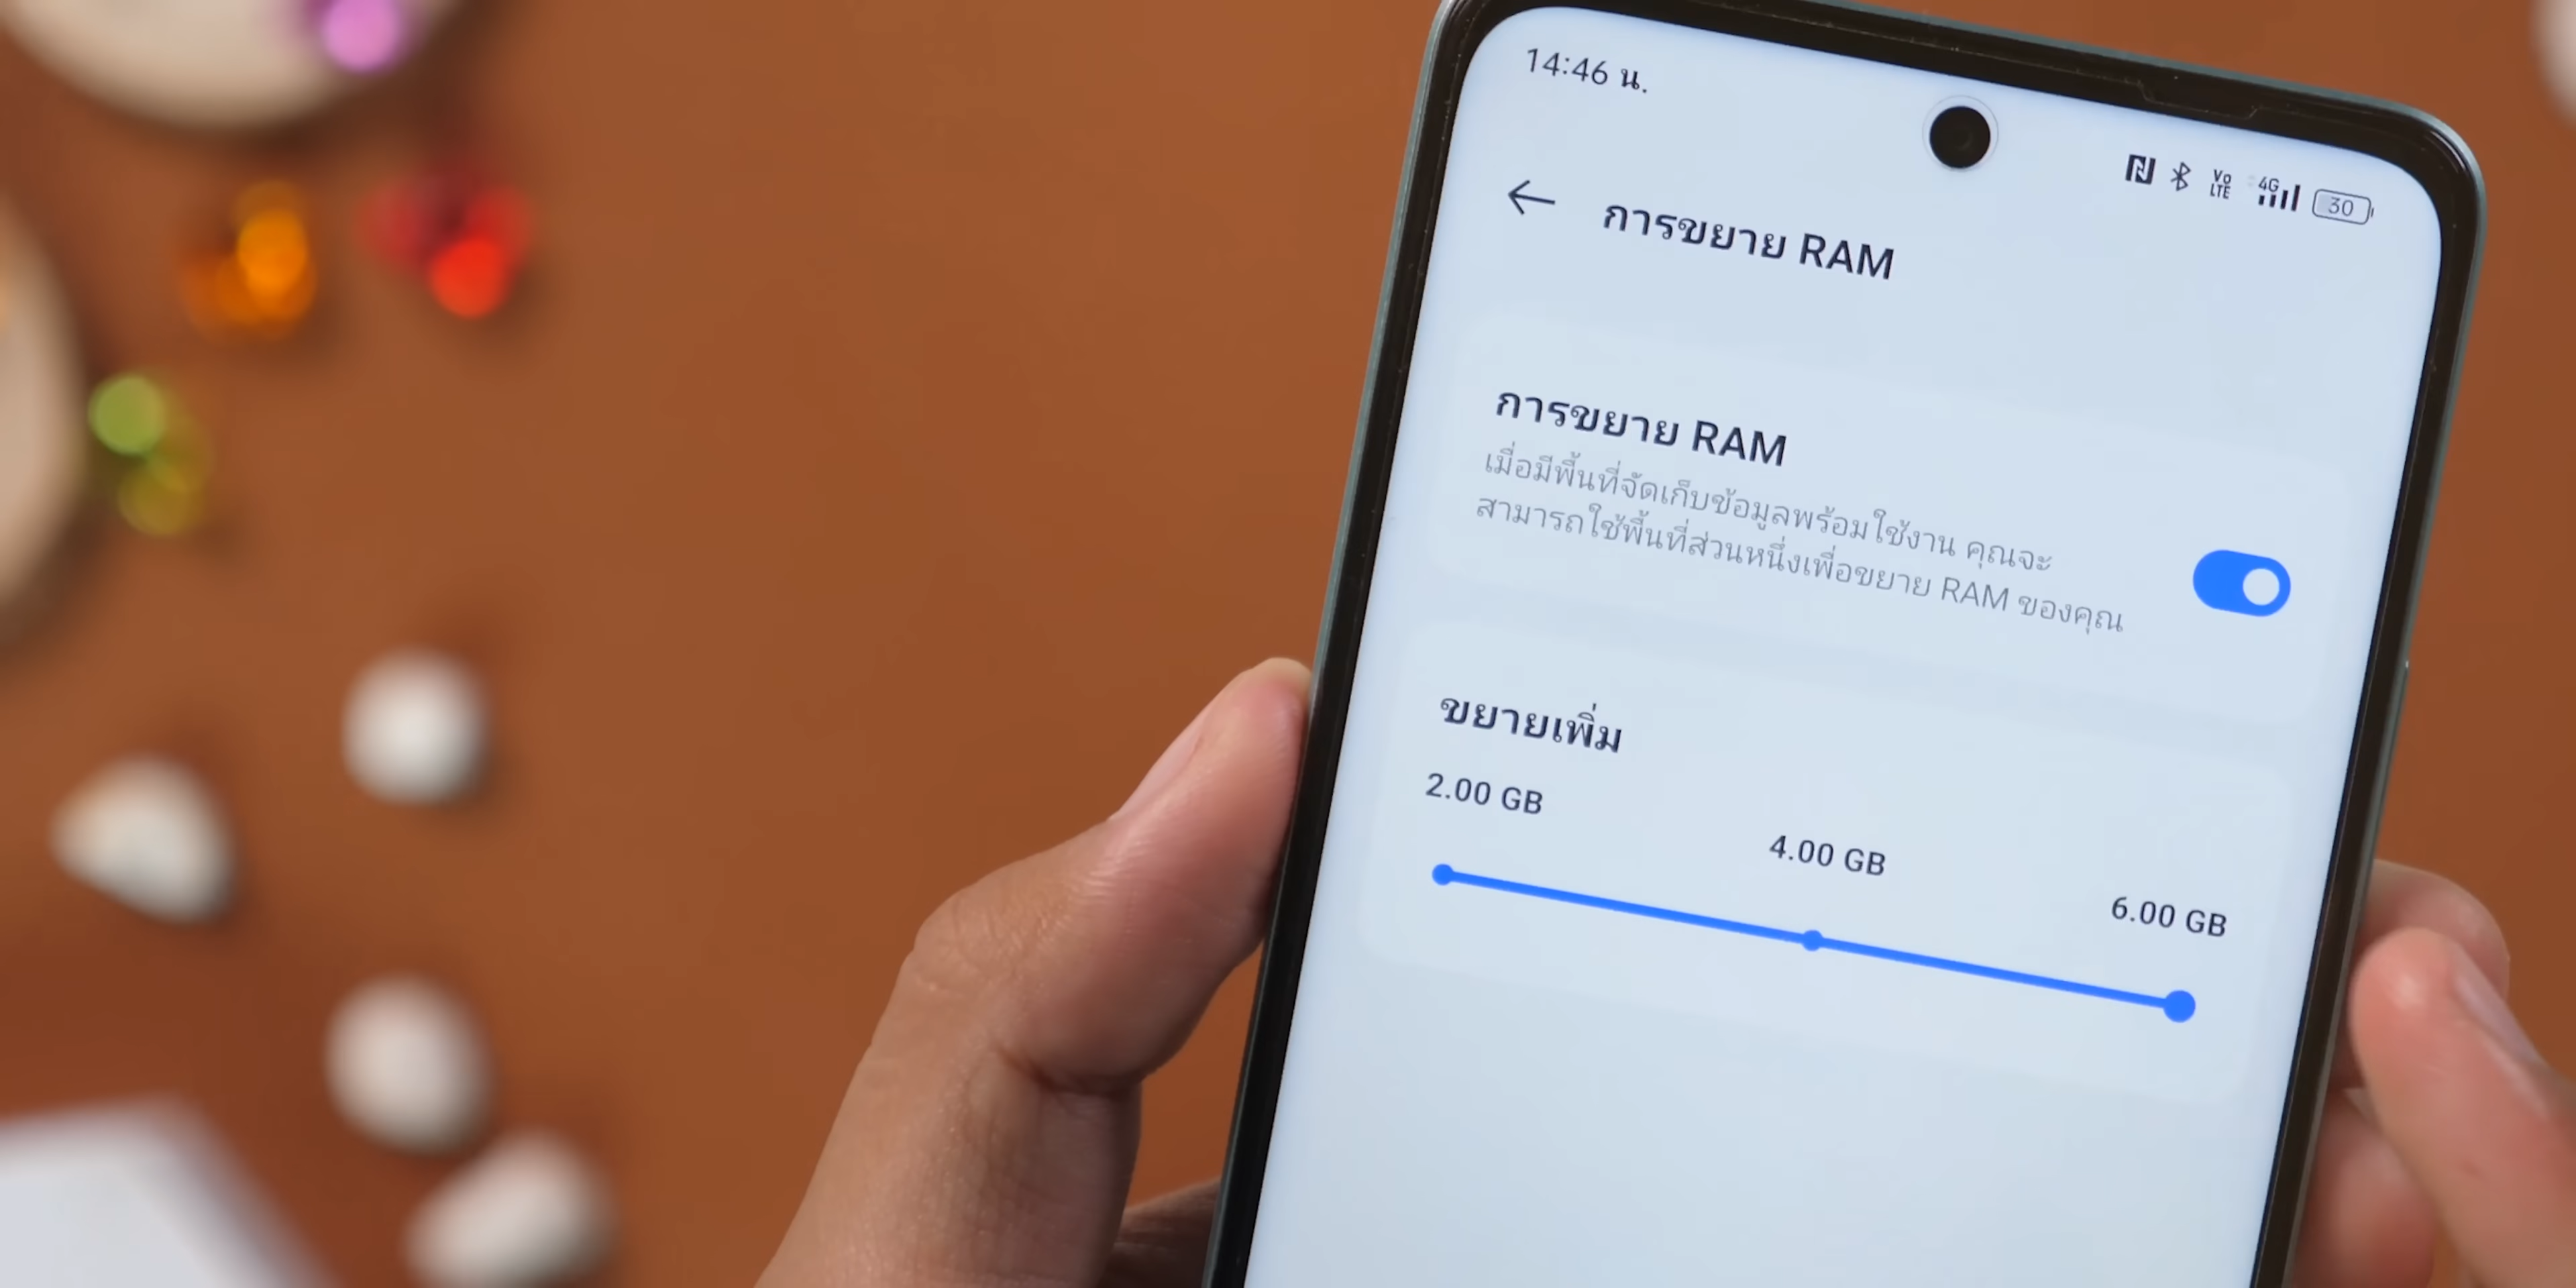 14:46 น.
Vo LTE 4G 30
การขยาย RAM
การขยาย RAM
เมื่อมีพื้นที่จัดเก็บข้อมูลพร้อมใช้งาน คุณจะ
สามารถใช้พื้นที่ส่วนหนึ่งเพื่อขยาย RAM ของคุณ
ขยายเพิ่ม
2.00 GB
4.00 GB
6.00 GB